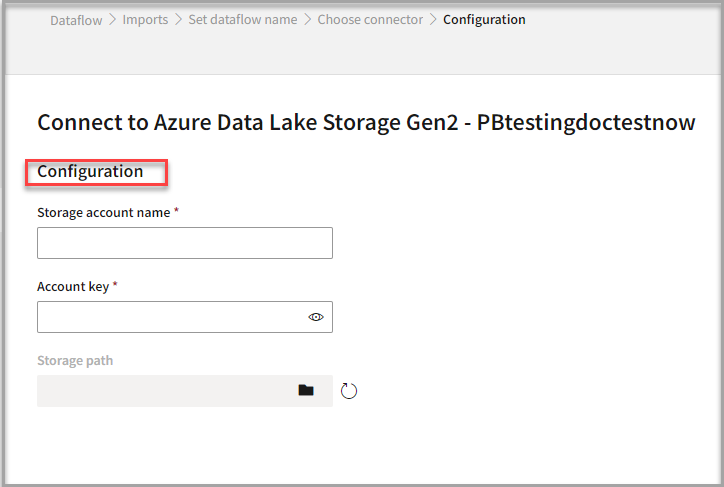 Dataflow > Imports > Set dataflow name > Choose connector > Configuration
Connect to Azure Data Lake Storage Gen2 - PBtestingdoctestnow
Configuration
Storage account name *
Account key *
Storage path